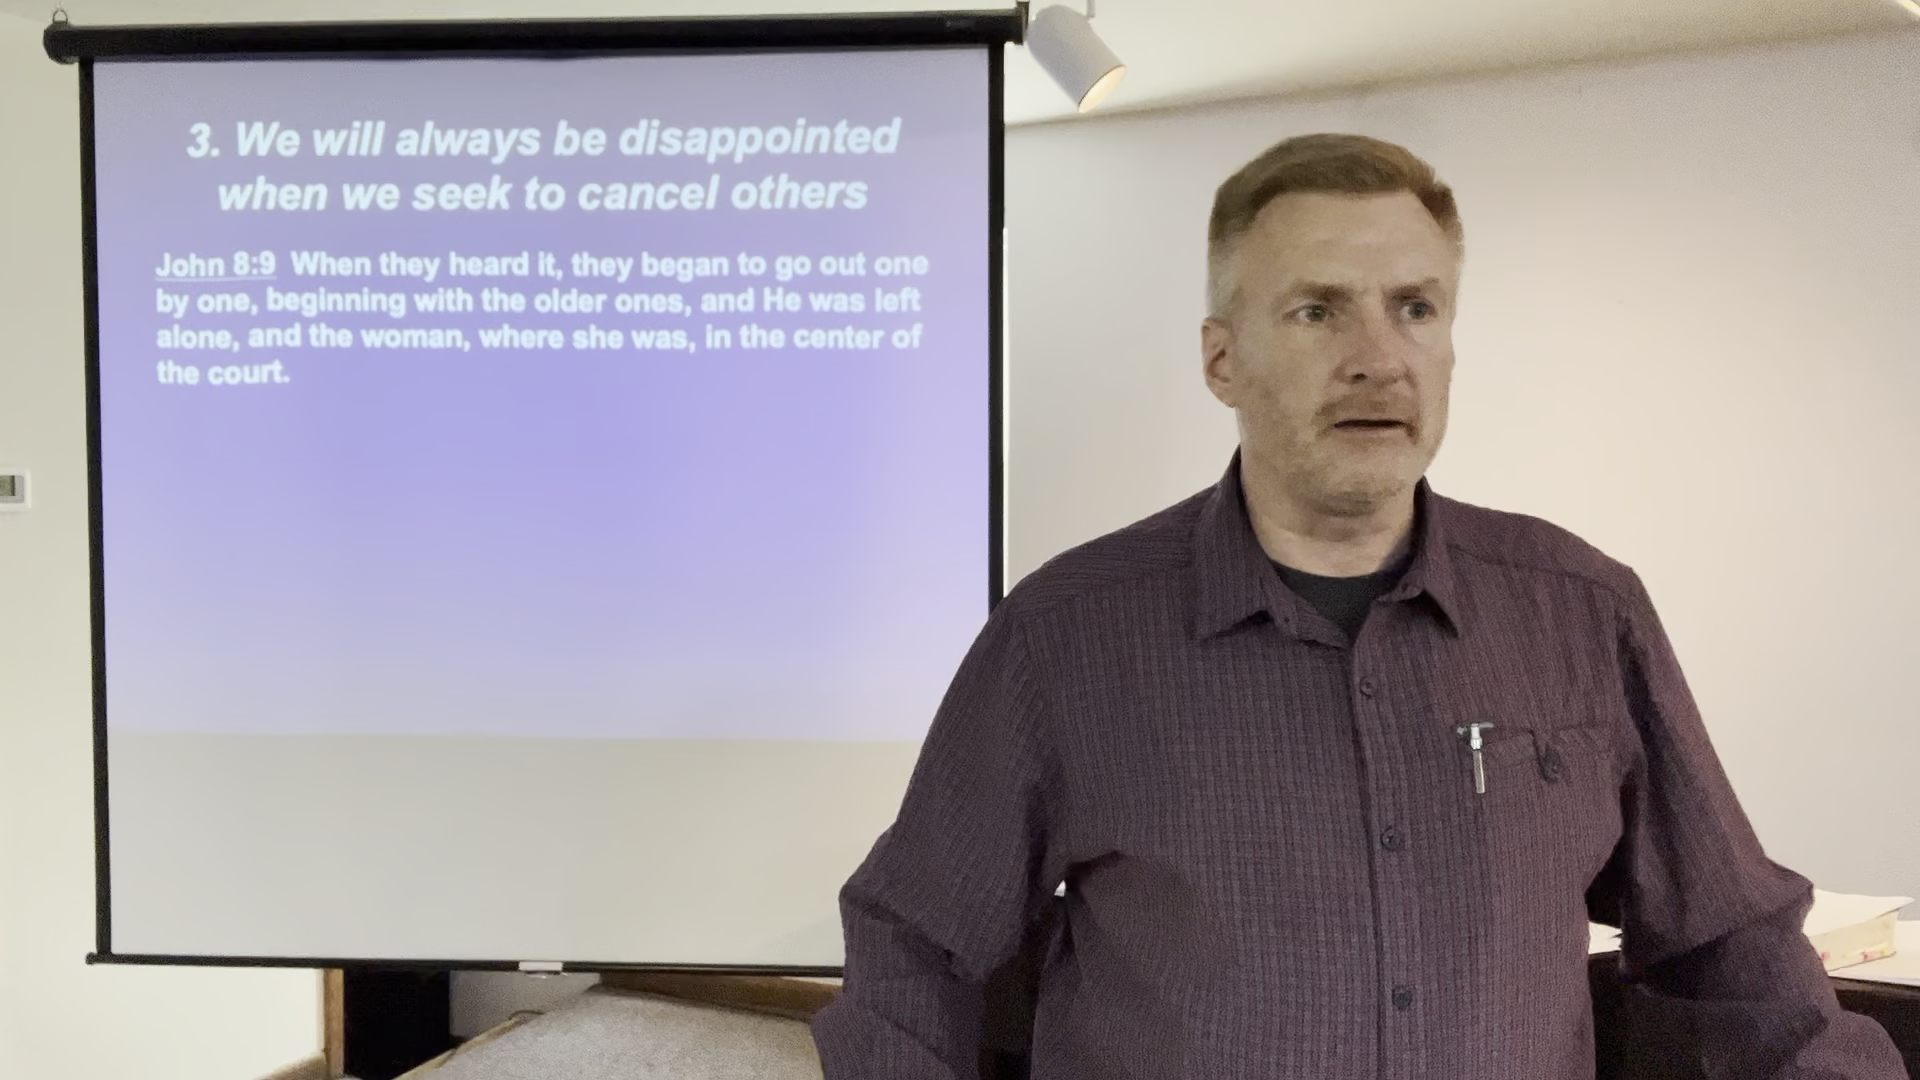 3. We will always be disappointed
when we seek to cancel others
John 8:9 When they heard it, they began to go out one
by one, beginning with the older ones, and He was left
alone, and the woman, where she was, in the center of
the court.